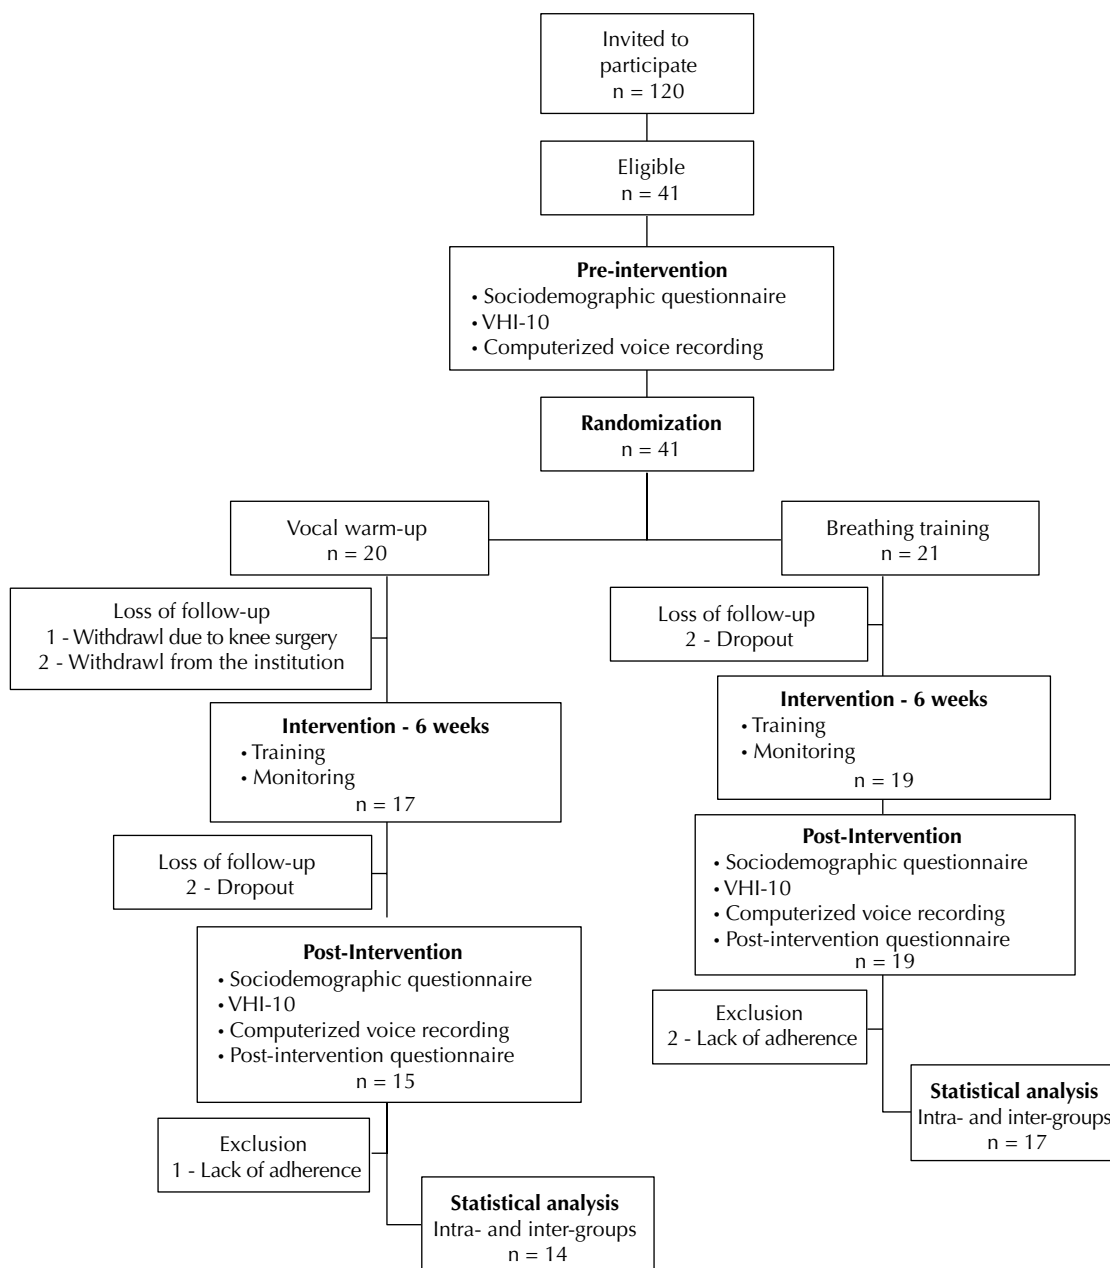 Invited to
participate
n = 120
Eligible
n = 41
Pre-intervention
• Sociodemographic questionnaire
• VHI-10
• Computerized voice recording
Randomization
n = 41
Vocal warm-up
n = 20
Breathing training
n = 21
Loss of follow-up
1 - Withdrawl due to knee surgery
2 - Withdrawl from the institution
Loss of follow-up
2 - Dropout
Intervention - 6 weeks
• Training
• Monitoring
n = 17
Intervention - 6 weeks
• Training
• Monitoring
n = 19
Loss of follow-up
2 - Dropout
Post-Intervention
• Sociodemographic questionnaire
• VHI-10
• Computerized voice recording
• Post-intervention questionnaire
n = 19
Post-Intervention
• Sociodemographic questionnaire
• VHI-10
• Computerized voice recording
• Post-intervention questionnaire
n = 15
Exclusion
2 - Lack of adherence
Statistical analysis
Intra- and inter-groups
n = 17
Exclusion
1 - Lack of adherence
Statistical analysis
Intra- and inter-groups
n = 14